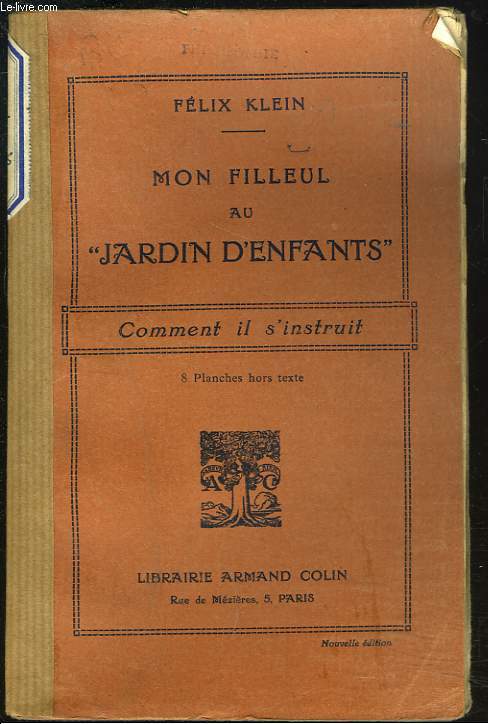 © Le-livre.com
FÉLIX KLEIN
MON FILLEUL
AU
“JARDIN D'ENFANTS”
Comment il s'instruit
8 Planches hors texte
A C
LIBRAIRIE ARMAND COLIN
Rue de Mézières, 5, PARIS
Nouvelle édition